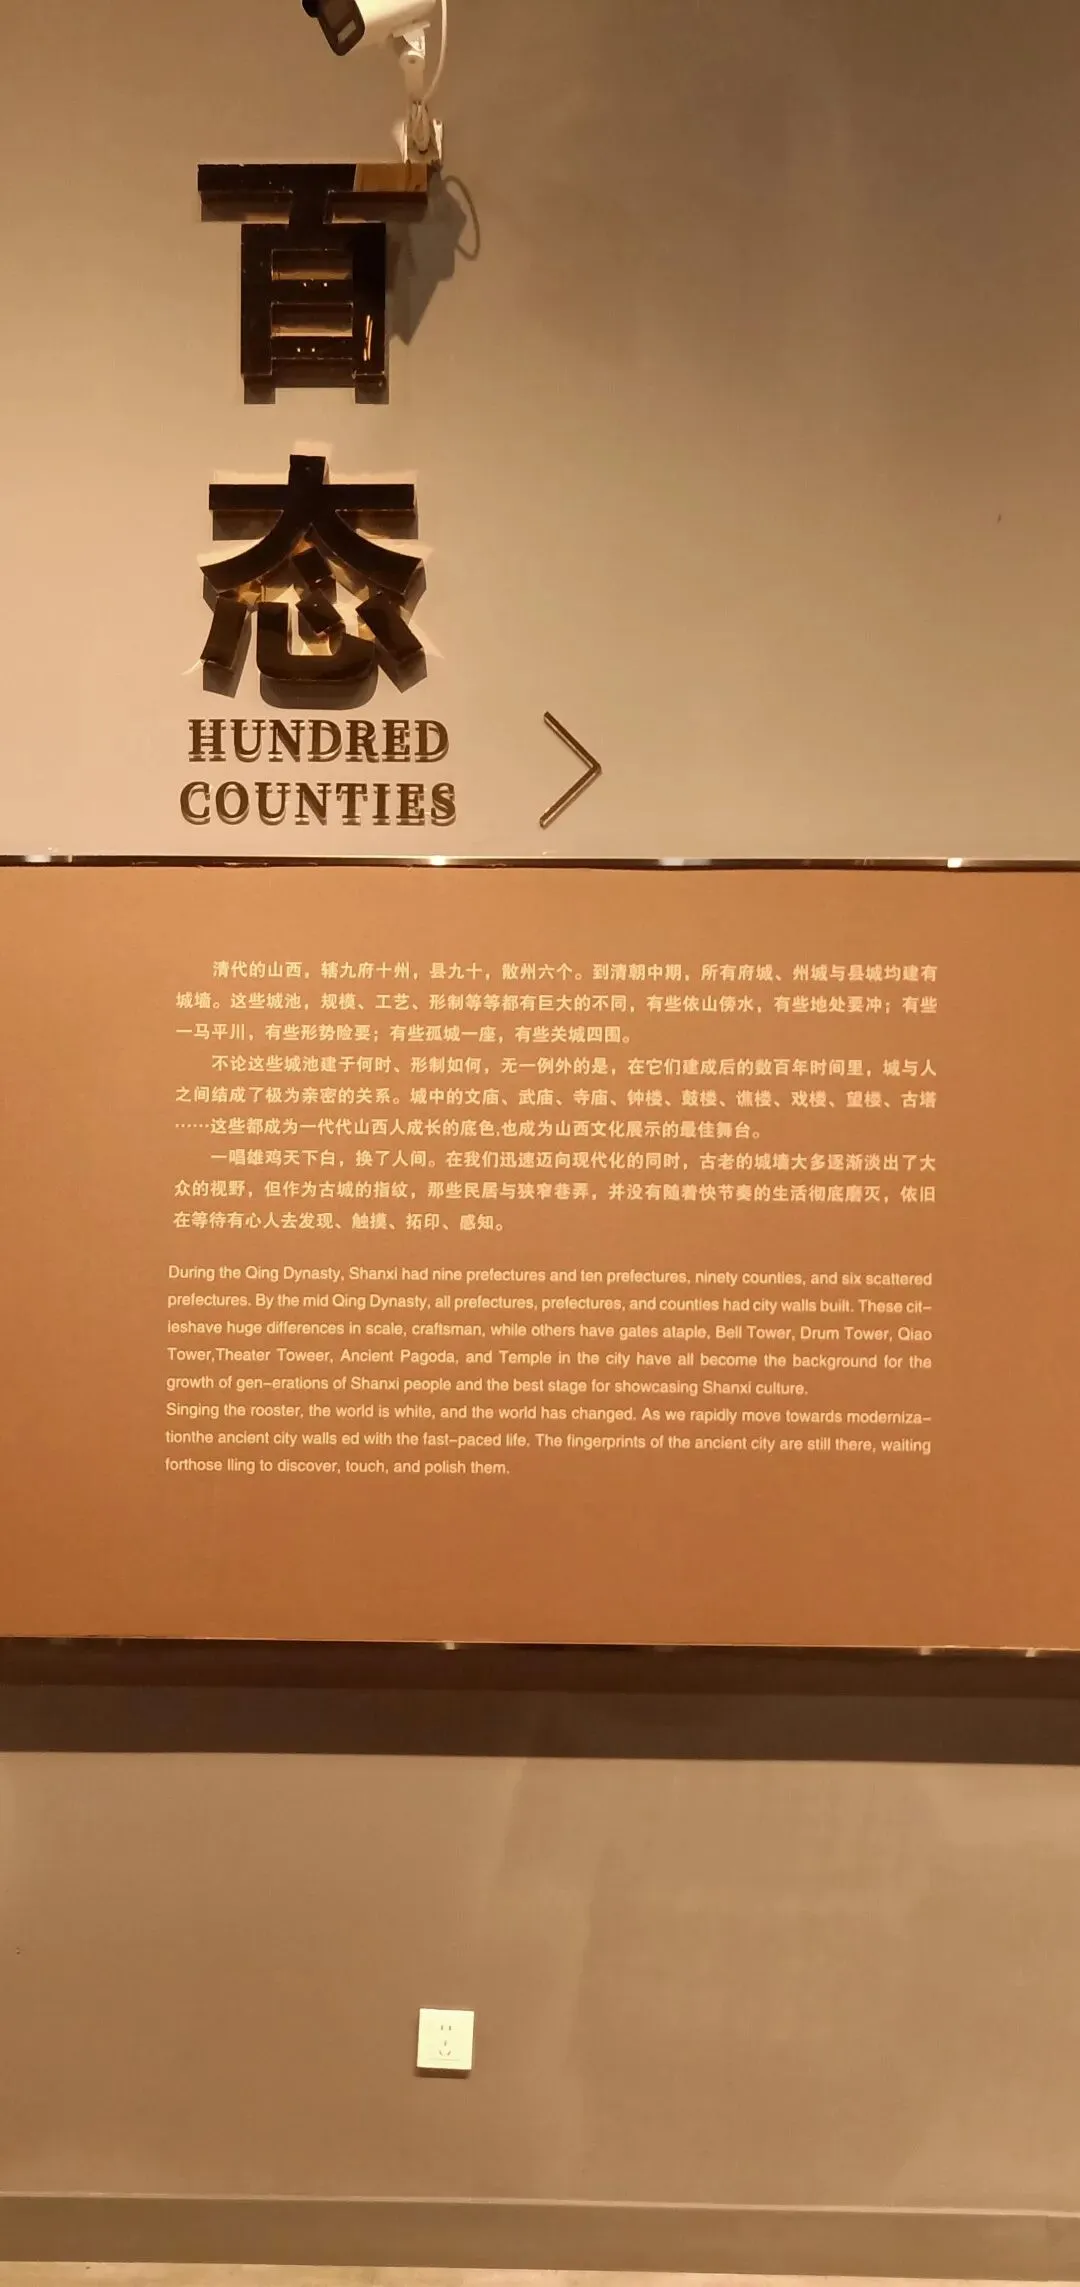 百
态
HUNDRED
COUNTIES
清代的山西，辖九府十州，县九十，散州六个。到清朝中期，所有府城、州城与县城均建有
城墙。这些城池，规模、工艺、形制等等都有巨大的不同，有些依山傍水，有些地处要冲；有些
一马平川，有些形势险要；有些孤城一座，有些关城四围。
不论这些城池建于何时、形制如何，无一例外的是，在它们建成后的数百年时间里，城与人
之间结成了极为亲密的关系。城中的文庙、武庙、寺庙、钟楼、鼓楼、谯楼、戏楼、望楼、古塔
……这些都成为一代代山西人成长的底色,也成为山西文化展示的最佳舞台。
一唱雄鸡天下白，换了人间。在我们迅速迈向现代化的同时，古老的城墙大多逐渐淡出了大
众的视野，但作为古城的指纹，那些民居与狭窄巷弄，并没有随着快节奏的生活彻底磨灭，依旧
在等待有心人去发现、触摸、拓印、感知。
During the Qing Dynasty, Shanxi had nine prefectures and ten prefectures, ninety counties, and six scattered
prefectures. By the mid Qing Dynasty, all prefectures, prefectures, and counties had city walls built. These cit–
ieshave huge differences in scale, craftsman, while others have gates ataple, Bell Tower, Drum Tower, Qiao
Tower,Theater Toweer, Ancient Pagoda, and Temple in the city have all become the background for the
growth of gen–erations of Shanxi people and the best stage for showcasing Shanxi culture.
Singing the rooster, the world is white, and the world has changed. As we rapidly move towards moderniza–
tionthe ancient city walls ed with the fast–paced life. The fingerprints of the ancient city are still there, waiting
forthose lling to discover, touch, and polish them.